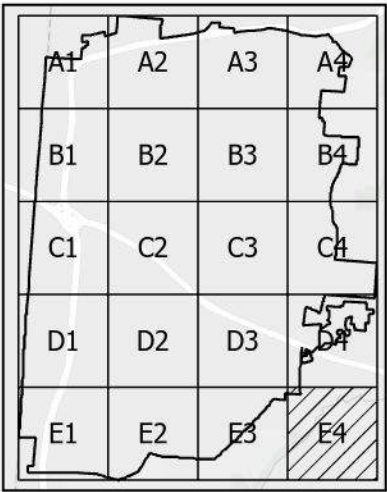 A1 A2 A3 A4
B1 B2 B3 B4
C1 C2 C3 C4
D1 D2 D3 D4
E1 E2 E3 E4